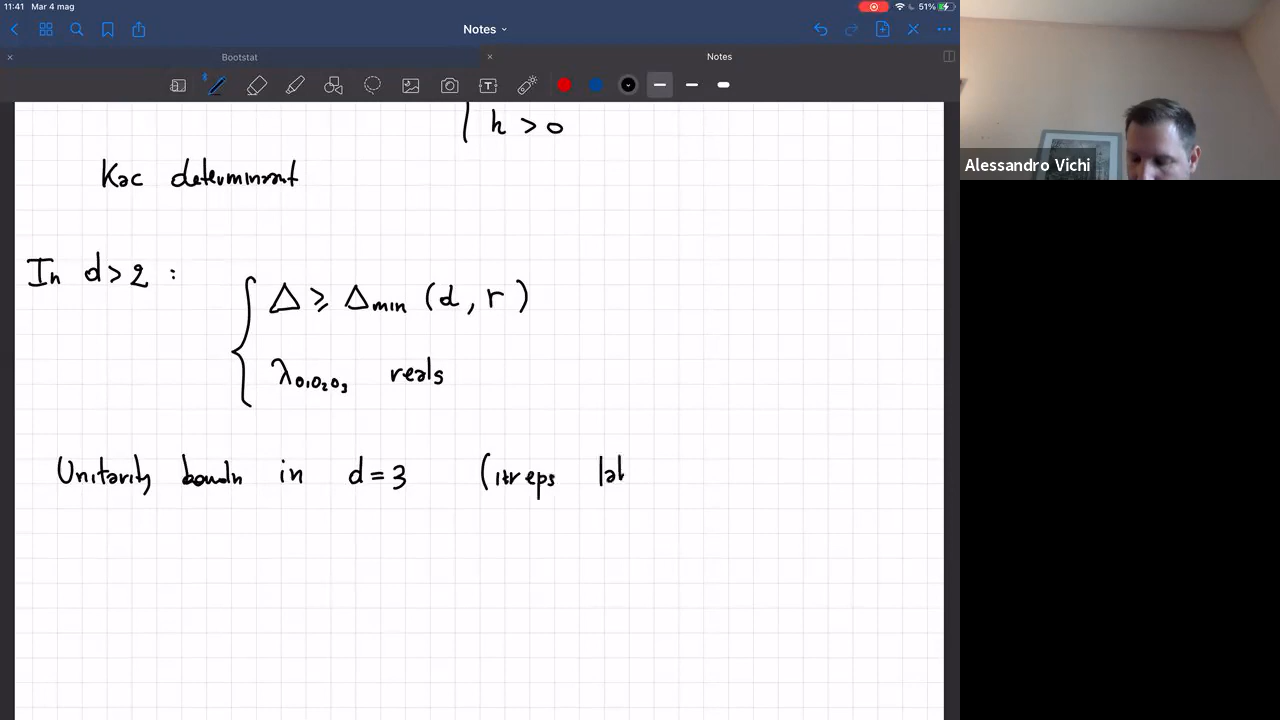 11:41 Mar 4 mag
51%
Notes
Bootstat
Notes
h > 0
Kac determinant
In d > 2 :
Δ ⩾ Δmin (d, r)
λO1O2O3 reals
Unitarity bounds in d = 3 (irreps lab
Alessandro Vichi